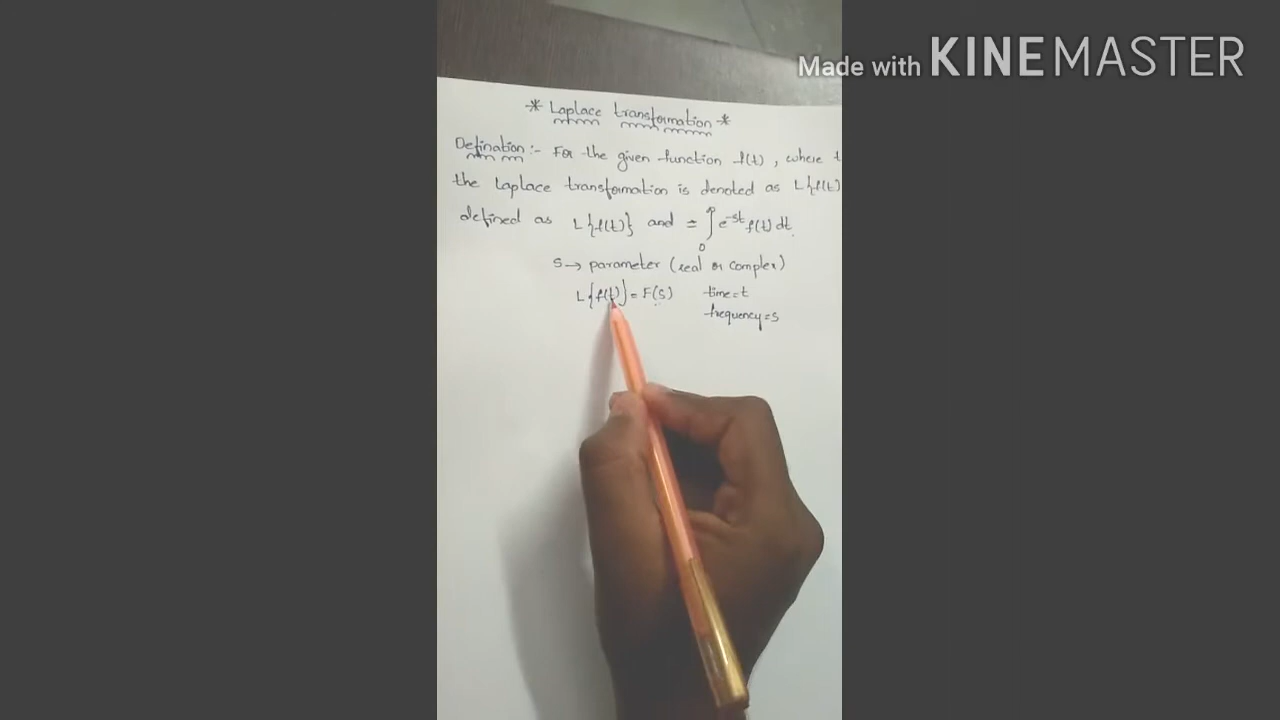 Made with KINEMASTER
* Laplace transformation *
Defination :- For the given function f(t), where t
the Laplace transformation is denoted as L{f(t)
defined as L{f(t)} and = ∫₀^∞ e^-st f(t) dt.
s → parameter (real or complex)
L{f(t)} = F(s) time=t
frequency=s